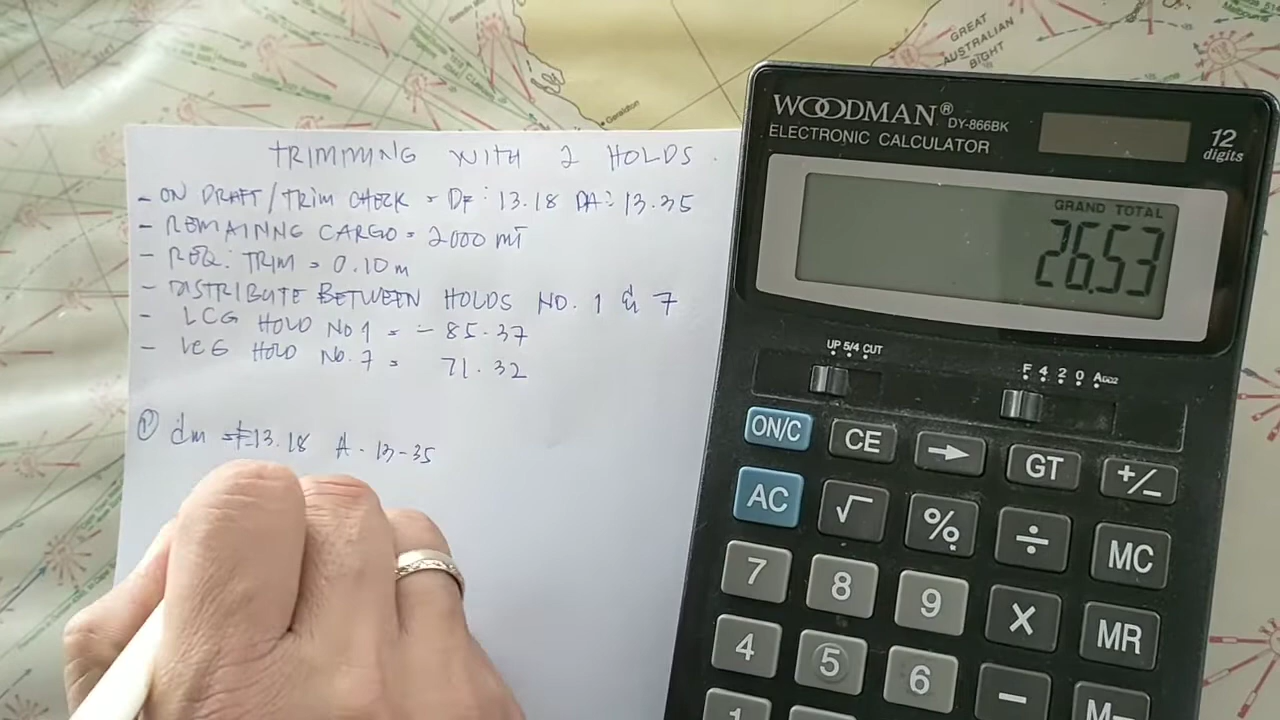 TRIMMING WITH 2 HOLDS.
- ON DRAFT/TRIM CHECK = DF: 13.18 DA: 13.35
- REMAINNG CARGO = 2000 MT
- REQ. TRIM = 0.10m
- DISTRIBUTE BETWEEN HOLDS NO. 1 & 7
- LCG HOLD NO 1 = - 85.37
- LCG HOLD NO. 7 = 71.32
① dm = F-13.18 A - 13-35
WOODMAN® DY-866BK
ELECTRONIC CALCULATOR
12 digits
GRAND TOTAL
26.53
UP 5/4 CUT
F 4 2 0 ADD2
ON/C CE → GT +/−
AC √ % ÷ MC
7 8 9 × MR
4 5 6 − M−
1
GREAT
AUSTRALIAN
BIGHT
Geraldton